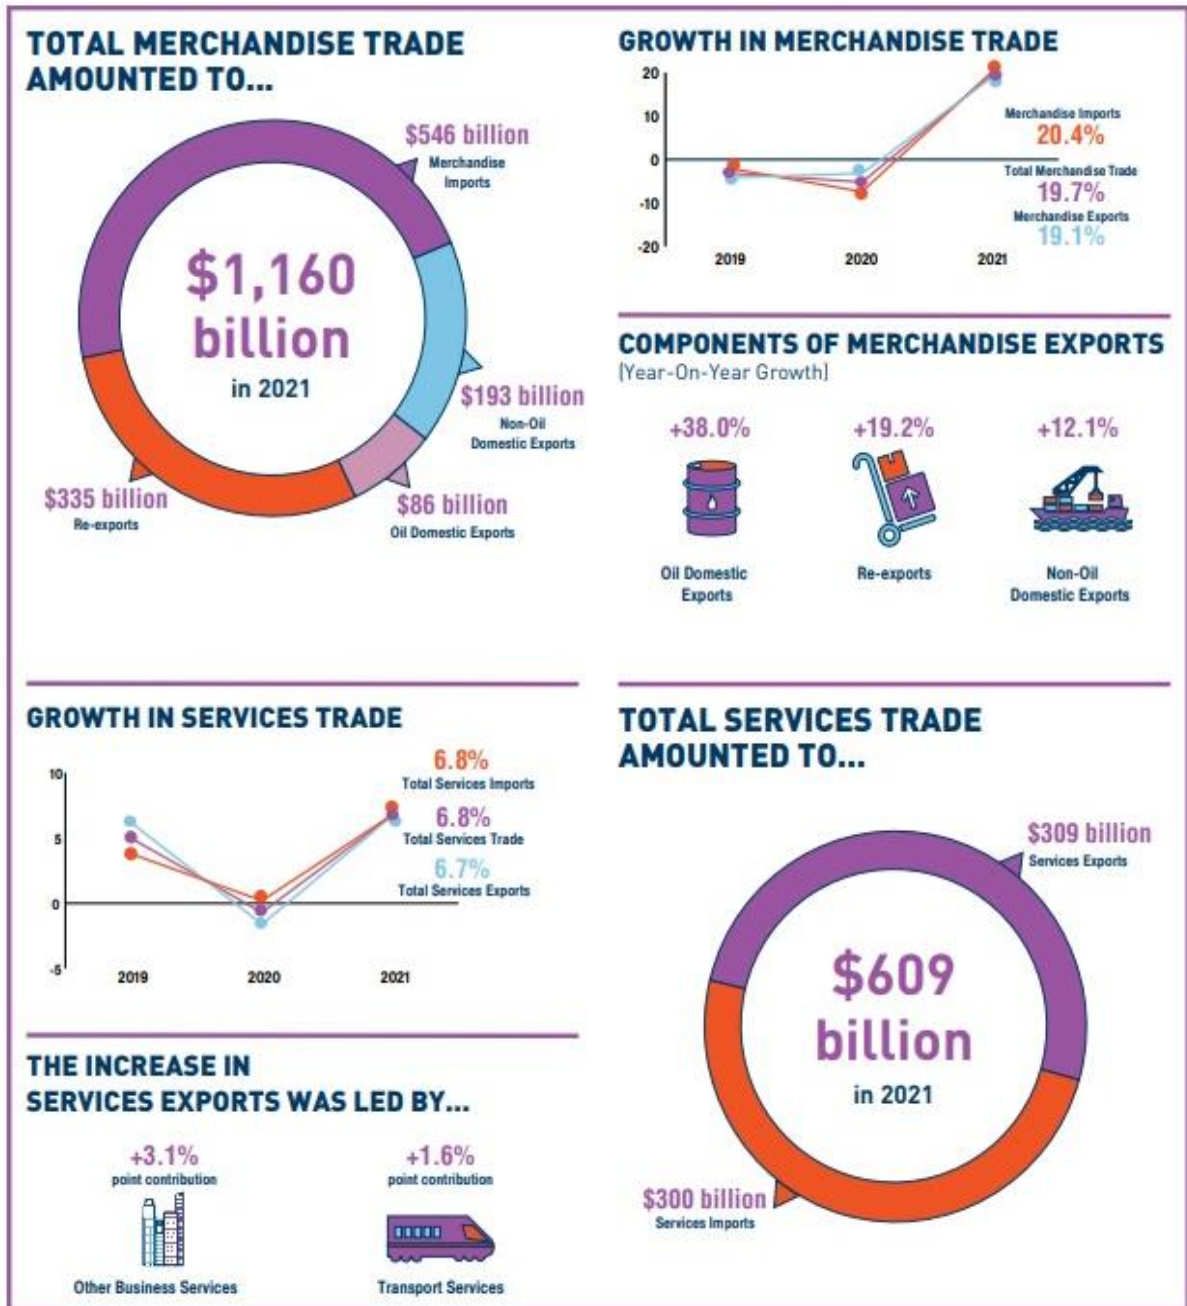 TOTAL MERCHANDISE TRADE
AMOUNTED TO...
$546 billion
Merchandise
Imports
$1,160
billion
in 2021
$193 billion
Non-Oil
Domestic Exports
$335 billion
Re-exports
$86 billion
Oil Domestic Exports
GROWTH IN MERCHANDISE TRADE
20
10
0
-10
-20
2019
2020
2021
Merchandise Imports
20.4%
Total Merchandise Trade
19.7%
Merchandise Exports
19.1%
COMPONENTS OF MERCHANDISE EXPORTS
(Year-On-Year Growth)
+38.0%
+19.2%
+12.1%
Oil Domestic
Exports
Re-exports
Non-Oil
Domestic Exports
GROWTH IN SERVICES TRADE
10
5
0
-5
2019
2020
2021
6.8%
Total Services Imports
6.8%
Total Services Trade
6.7%
Total Services Exports
TOTAL SERVICES TRADE
AMOUNTED TO...
$309 billion
Services Exports
$609
billion
in 2021
$300 billion
Services Imports
THE INCREASE IN
SERVICES EXPORTS WAS LED BY...
+3.1%
point contribution
Other Business Services
+1.6%
point contribution
Transport Services